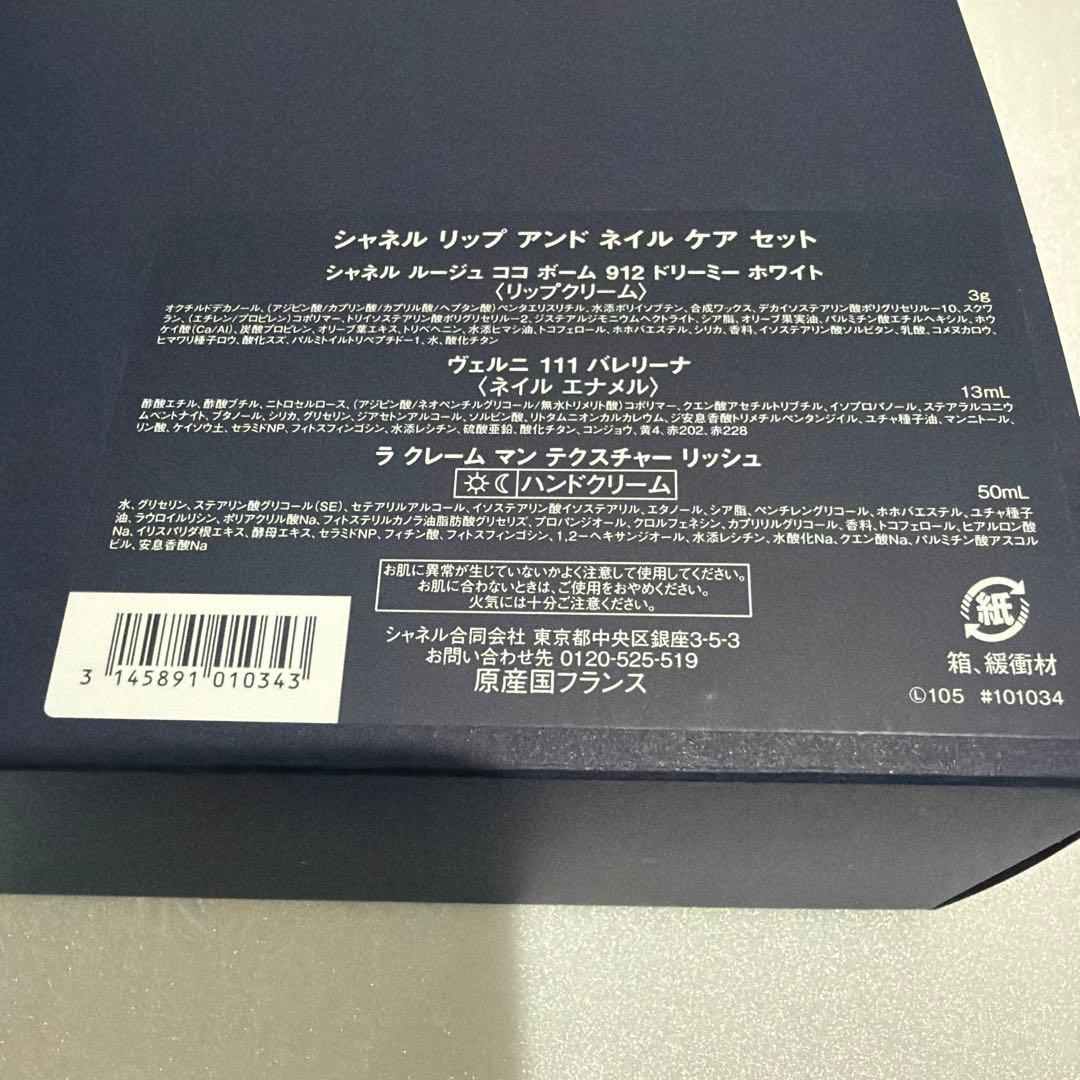 シャネル リップ アンド ネイル ケア セット
シャネル ルージュ ココ ボーム 912 ドリーミー ホワイト
〈リップクリーム〉
3g
オクチルドデカノール、(アジピン酸/カプリン酸/カプリル酸/ヘプタン酸)ペンタエリスリチル、水添ポリイソブテン、合成ワックス、デカイソステアリン酸ポリグリセリル-10、スクワ
ラン、(エチレン/プロピレン)コポリマー、トリイソステアリン酸ポリグリセリル-2、ジステアルジモニウムヘクトライト、シア脂、オリーブ果実油、パルミチン酸エチルヘキシル、ホウ
ケイ酸(Ca/Al)、炭酸プロピレン、オリーブ葉エキス、トリベヘニン、水添ヒマシ油、トコフェロール、ホホバエステル、シリカ、香料、イソステアリン酸ソルビタン、乳酸、コメヌカロウ、
ヒマワリ種子ロウ、酸化スズ、パルミトイルトリペプチド-1、水、酸化チタン
ヴェルニ 111 バレリーナ
〈ネイル エナメル〉
13mL
酢酸エチル、酢酸ブチル、ニトロセルロース、(アジピン酸/ネオペンチルグリコール/無水トリメリト酸)コポリマー、クエン酸アセチルトリブチル、イソプロパノール、ステアラルコニウ
ムベントナイト、ブタノール、シリカ、グリセリン、ジアセトンアルコール、ソルビン酸、リトタムニオンカルカレウム、ジ安息香酸トリメチルペンタンジイル、ユチャ種子油、マンニトール、
リン酸、ケイソウ土、セラミドNP、フィトスフィンゴシン、水添レシチン、硫酸亜鉛、酸化チタン、コンジョウ、黄4、赤202、赤228
ラ クレーム マン テクスチャー リッシュ
ハンドクリーム
50mL
水、グリセリン、ステアリン酸グリコール(SE)、セテアリルアルコール、イソステアリン酸イソステアリル、エタノール、シア脂、ペンチレングリコール、ホホバエステル、ユチャ種子
油、ラウロイルリシン、ポリアクリル酸Na、フィトステリルカノラ油脂肪酸グリセリズ、プロパンジオール、クロルフェネシン、カプリリルグリコール、香料、トコフェロール、ヒアルロン酸
Na、イリスパリダ根エキス、酵母エキス、セラミドNP、フィチン酸、フィトスフィンゴシン、1,2-ヘキサンジオール、水添レシチン、水酸化Na、クエン酸Na、パルミチン酸アスコル
ビル、安息香酸Na
お肌に異常が生じていないかよく注意して使用してください。
お肌に合わないときは、ご使用をおやめください。
火気には十分ご注意ください。
シャネル合同会社 東京都中央区銀座3-5-3
お問い合わせ先 0120-525-519
原産国フランス
3 145891 010343
紙
箱、緩衝材
Ⓛ105 #101034